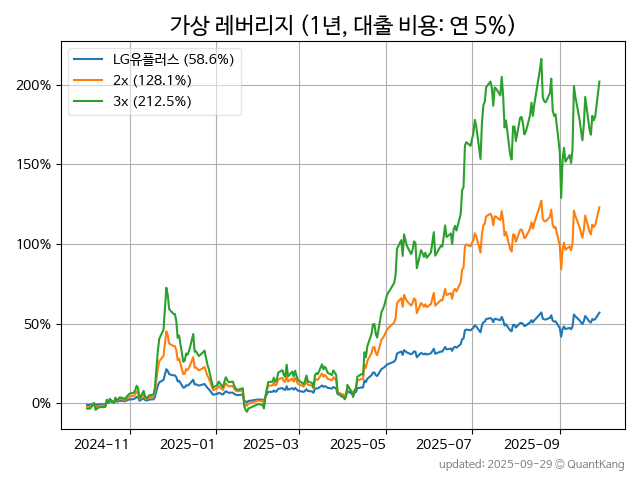 가상 레버리지 (1년, 대출 비용: 연 5%)
LG유플러스 (58.6%)
2x (128.1%)
3x (212.5%)
200%
150%
100%
50%
0%
2024-11
2025-01
2025-03
2025-05
2025-07
2025-09
updated: 2025-09-29 © QuantKang